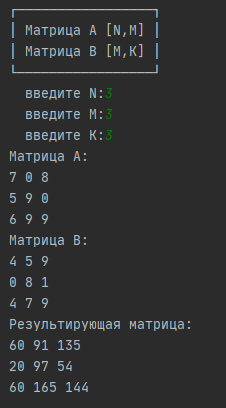 Матрица A [N,M]
Матрица B [M,K]
введите N:3
введите M:3
введите K:3
Матрица A:
7 0 8
5 9 0
6 9 9
Матрица B:
4 5 9
0 8 1
4 7 9
Результирующая матрица:
60 91 135
20 97 54
60 165 144